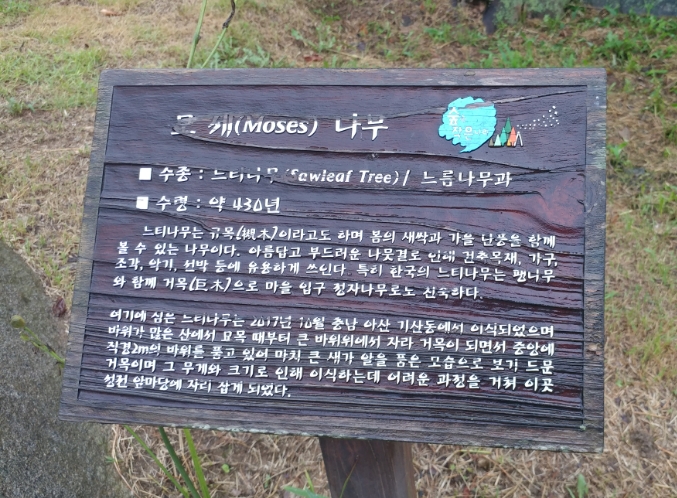 모세(Moses) 나무
■ 수종 : 느티나무(Sawleaf Tree)/ 느릅나무과
■ 수령 : 약 430년
느티나무는 규목(槻木)이라고도 하며 봄의 새싹과 가을 단풍을 함께
볼 수 있는 나무이다. 아름답고 부드러운 나뭇결로 인해 건축목재, 가구,
조각, 악기, 선박 등에 유용하게 쓰인다. 특히 한국의 느티나무는 팽나무
와 함께 거목(巨木)으로 마을 입구 정자나무로도 친숙하다.
여기에 심은 느티나무는 2017년 10월 충남 아산 기산동에서 이식되었으며
바위가 많은 산에서 묘목 때부터 큰 바위위에서 자라 거목이 되면서 중앙에
직경2m의 바위를 품고 있어 마치 큰 새가 알을 품은 모습으로 보기 드문
거목이며 그 무게와 크기로 인해 이식하는데 어려운 과정을 거쳐 이곳
성전 앞마당에 자리 잡게 되었다.